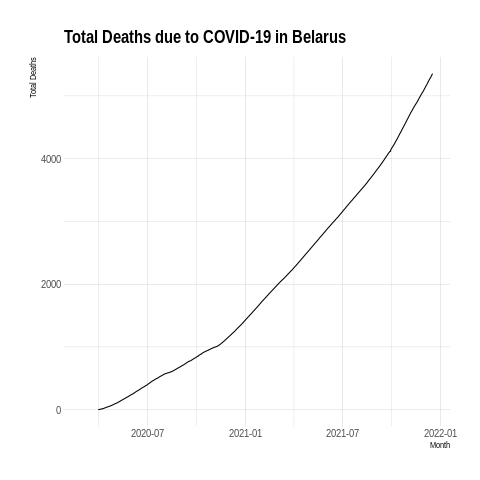 Total Deaths due to COVID-19 in Belarus
Total Deaths
4000
2000
0
2020-07 2021-01 2021-07 2022-01
Month